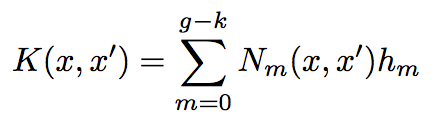 K(x, x′) = \sum_{m=0}^{g−k} N_m(x, x′)h_m